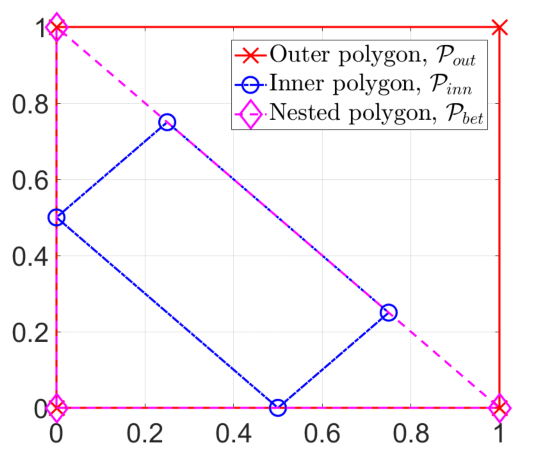 Outer polygon, 𝒫out
Inner polygon, 𝒫inn
Nested polygon, 𝒫bet
1
0.8
0.6
0.4
0.2
0
0 0.2 0.4 0.6 0.8 1